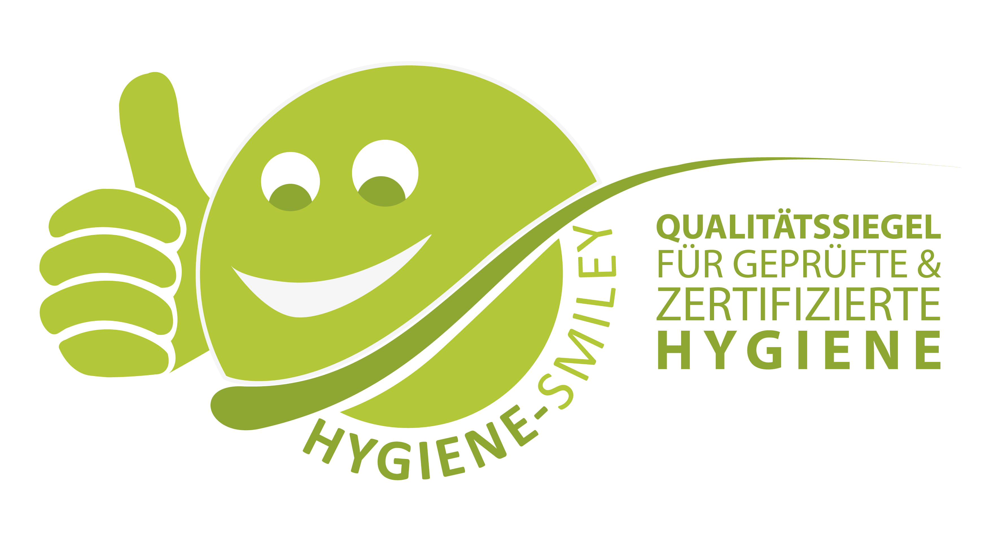 HYGIENE-SMILEY
QUALITÄTSSIEGEL
FÜR GEPRÜFTE &
ZERTIFIZIERTE
HYGIENE